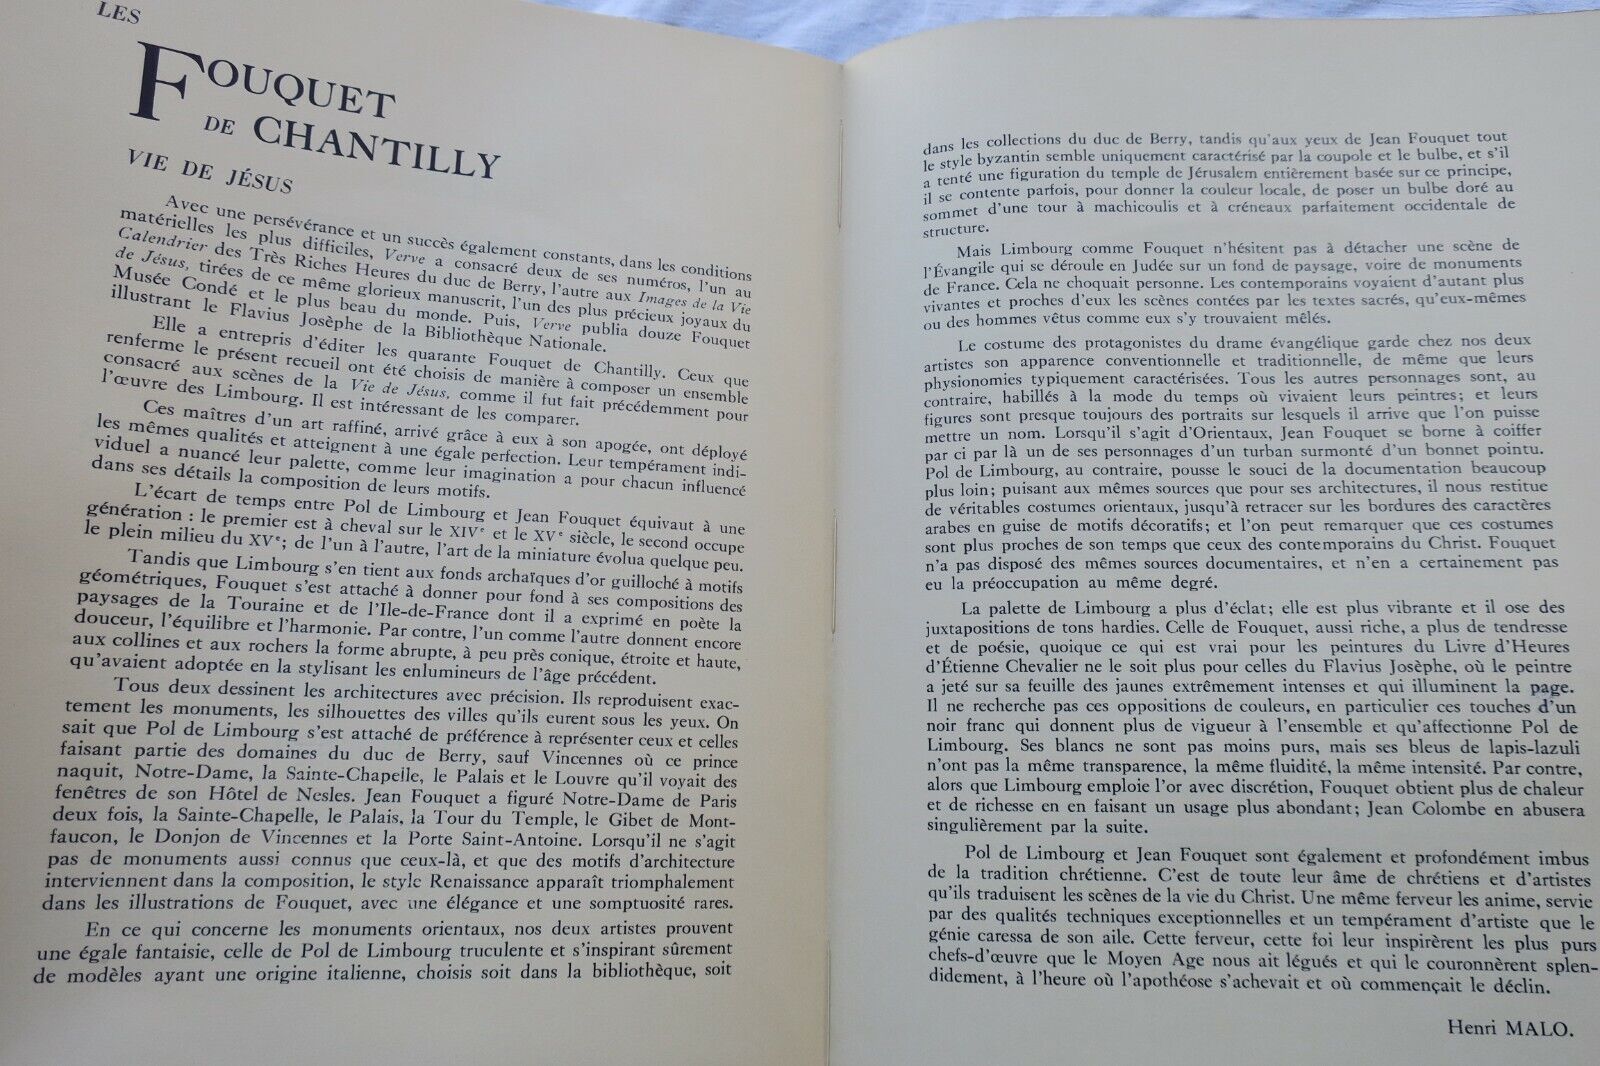 LES
FOUQUET
DE CHANTILLY
VIE DE JÉSUS
Avec une persévérance et un succès également constants, dans les conditions
matérielles les plus difficiles, Verve a consacré deux de ses numéros, l'un au
Calendrier des Très Riches Heures du duc de Berry, l'autre aux Images de la Vie
de Jésus, tirées de ce même glorieux manuscrit, l'un des plus précieux joyaux du
Musée Condé et le plus beau du monde. Puis, Verve publia douze Fouquet
illustrant le Flavius Josèphe de la Bibliothèque Nationale.
Elle a entrepris d'éditer les quarante Fouquet de Chantilly. Ceux que
renferme le présent recueil ont été choisis de manière à composer un ensemble
consacré aux scènes de la Vie de Jésus, comme il fut fait précédemment pour
l'œuvre des Limbourg. Il est intéressant de les comparer.
Ces maîtres d'un art raffiné, arrivé grâce à eux à son apogée, ont déployé
les mêmes qualités et atteignent à une égale perfection. Leur tempérament indi-
viduel a nuancé leur palette, comme leur imagination a pour chacun influencé
dans ses détails la composition de leurs motifs.
L'écart de temps entre Pol de Limbourg et Jean Fouquet équivaut à une
génération : le premier est à cheval sur le XIVe et le XVe siècle, le second occupe
le plein milieu du XVe; de l'un à l'autre, l'art de la miniature évolua quelque peu.
Tandis que Limbourg s'en tient aux fonds archaïques d'or guilloché à motifs
géométriques, Fouquet s'est attaché à donner pour fond à ses compositions des
paysages de la Touraine et de l'Ile-de-France dont il a exprimé en poète la
douceur, l'équilibre et l'harmonie. Par contre, l'un comme l'autre donnent encore
aux collines et aux rochers la forme abrupte, à peu près conique, étroite et haute,
qu'avaient adoptée en la stylisant les enlumineurs de l'âge précédent.
Tous deux dessinent les architectures avec précision. Ils reproduisent exac-
tement les monuments, les silhouettes des villes qu'ils eurent sous les yeux. On
sait que Pol de Limbourg s'est attaché de préférence à représenter ceux et celles
faisant partie des domaines du duc de Berry, sauf Vincennes où ce prince
naquit, Notre-Dame, la Sainte-Chapelle, le Palais et le Louvre qu'il voyait des
fenêtres de son Hôtel de Nesles. Jean Fouquet a figuré Notre-Dame de Paris
deux fois, la Sainte-Chapelle, le Palais, la Tour du Temple, le Gibet de Mont-
faucon, le Donjon de Vincennes et la Porte Saint-Antoine. Lorsqu'il ne s'agit
pas de monuments aussi connus que ceux-là, et que des motifs d'architecture
interviennent dans la composition, le style Renaissance apparaît triomphalement
dans les illustrations de Fouquet, avec une élégance et une somptuosité rares.
En ce qui concerne les monuments orientaux, nos deux artistes prouvent
une égale fantaisie, celle de Pol de Limbourg truculente et s'inspirant sûrement
de modèles ayant une origine italienne, choisis soit dans la bibliothèque, soit
dans les collections du duc de Berry, tandis qu'aux yeux de Jean Fouquet tout
le style byzantin semble uniquement caractérisé par la coupole et le bulbe, et s'il
a tenté une figuration du temple de Jérusalem entièrement basée sur ce principe,
il se contente parfois, pour donner la couleur locale, de poser un bulbe doré au
sommet d'une tour à machicoulis et à créneaux parfaitement occidentale de
structure.
Mais Limbourg comme Fouquet n'hésitent pas à détacher une scène de
l'Évangile qui se déroule en Judée sur un fond de paysage, voire de monuments
de France. Cela ne choquait personne. Les contemporains voyaient d'autant plus
vivantes et proches d'eux les scènes contées par les textes sacrés, qu'eux-mêmes
ou des hommes vêtus comme eux s'y trouvaient mêlés.
Le costume des protagonistes du drame évangélique garde chez nos deux
artistes son apparence conventionnelle et traditionnelle, de même que leurs
physionomies typiquement caractérisées. Tous les autres personnages sont, au
contraire, habillés à la mode du temps où vivaient leurs peintres; et leurs
figures sont presque toujours des portraits sur lesquels il arrive que l'on puisse
mettre un nom. Lorsqu'il s'agit d'Orientaux, Jean Fouquet se borne à coiffer
par ci par là un de ses personnages d'un turban surmonté d'un bonnet pointu.
Pol de Limbourg, au contraire, pousse le souci de la documentation beaucoup
plus loin; puisant aux mêmes sources que pour ses architectures, il nous restitue
de véritables costumes orientaux, jusqu'à retracer sur les bordures des caractères
arabes en guise de motifs décoratifs; et l'on peut remarquer que ces costumes
sont plus proches de son temps que ceux des contemporains du Christ. Fouquet
n'a pas disposé des mêmes sources documentaires, et n'en a certainement pas
eu la préoccupation au même degré.
La palette de Limbourg a plus d'éclat; elle est plus vibrante et il ose des
juxtapositions de tons hardies. Celle de Fouquet, aussi riche, a plus de tendresse
et de poésie, quoique ce qui est vrai pour les peintures du Livre d'Heures
d'Étienne Chevalier ne le soit plus pour celles du Flavius Josèphe, où le peintre
a jeté sur sa feuille des jaunes extrêmement intenses et qui illuminent la page.
Il ne recherche pas ces oppositions de couleurs, en particulier ces touches d'un
noir franc qui donnent plus de vigueur à l'ensemble et qu'affectionne Pol de
Limbourg. Ses blancs ne sont pas moins purs, mais ses bleus de lapis-lazuli
n'ont pas la même transparence, la même fluidité, la même intensité. Par contre,
alors que Limbourg emploie l'or avec discrétion, Fouquet obtient plus de chaleur
et de richesse en en faisant un usage plus abondant; Jean Colombe en abusera
singulièrement par la suite.
Pol de Limbourg et Jean Fouquet sont également et profondément imbus
de la tradition chrétienne. C'est de toute leur âme de chrétiens et d'artistes
qu'ils traduisent les scènes de la vie du Christ. Une même ferveur les anime, servie
par des qualités techniques exceptionnelles et un tempérament d'artiste que le
génie caressa de son aile. Cette ferveur, cette foi leur inspirèrent les plus purs
chefs-d'œuvre que le Moyen Age nous ait légués et qui le couronnèrent splen-
didement, à l'heure où l'apothéose s'achevait et où commençait le déclin.
Henri MALO.